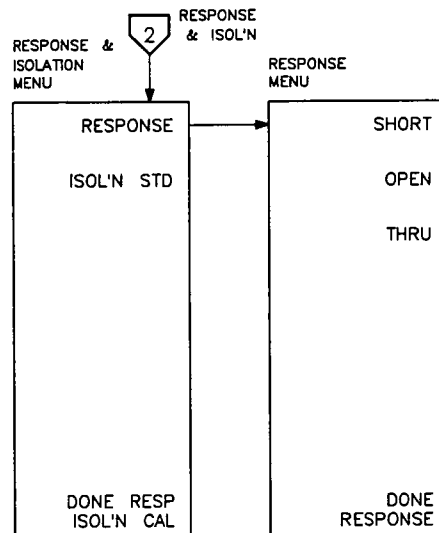 2
RESPONSE
& ISOL'N
RESPONSE &
ISOLATION
MENU
RESPONSE
ISOL'N STD
DONE RESP
ISOL'N CAL
RESPONSE
MENU
SHORT
OPEN
THRU
DONE
RESPONSE